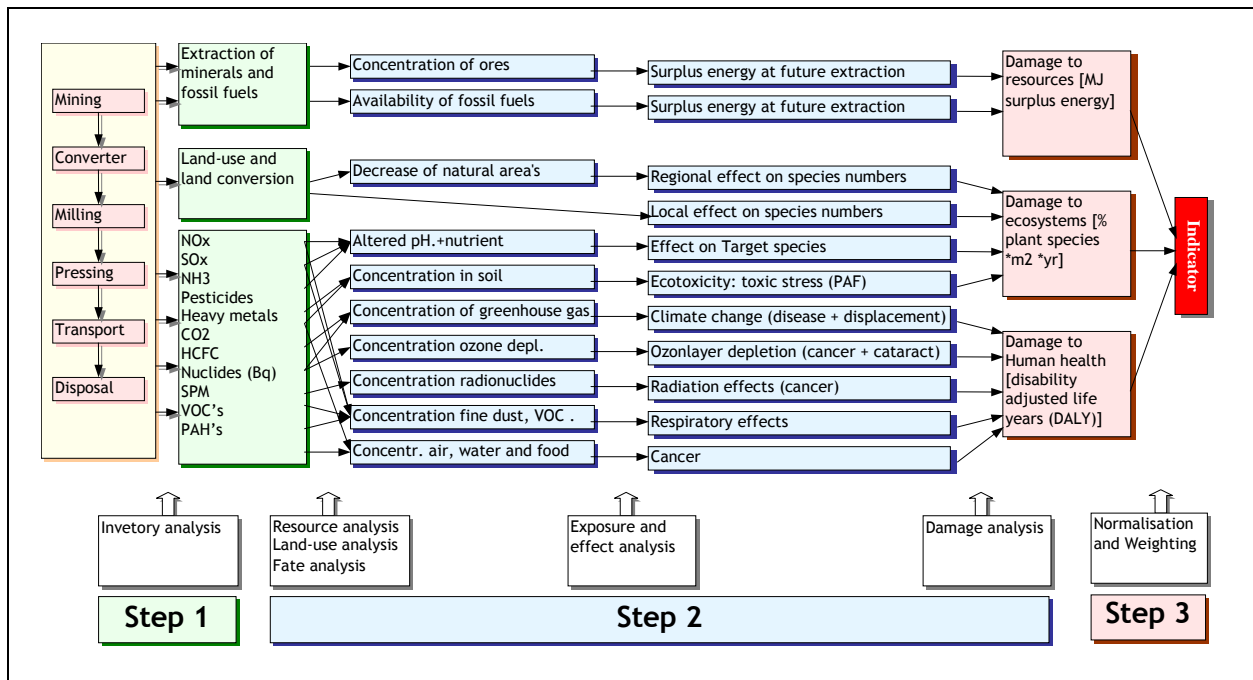 Mining
Converter
Milling
Pressing
Transport
Disposal
Extraction of
minerals and
fossil fuels
Land-use and
land conversion
NOx
SOx
NH3
Pesticides
Heavy metals
CO2
HCFC
Nuclides (Bq)
SPM
VOC's
PAH's
Concentration of ores
Availability of fossil fuels
Decrease of natural area's
Altered pH.+nutrient
Concentration in soil
Concentration of greenhouse gas
Concentration ozone depl.
Concentration radionuclides
Concentration fine dust, VOC .
Concentr. air, water and food
Surplus energy at future extraction
Surplus energy at future extraction
Regional effect on species numbers
Local effect on species numbers
Effect on Target species
Ecotoxicity: toxic stress (PAF)
Climate change (disease + displacement)
Ozonlayer depletion (cancer + cataract)
Radiation effects (cancer)
Respiratory effects
Cancer
Damage to
resources [MJ
surplus energy]
Damage to
ecosystems [%
plant species
*m2 *yr]
Damage to
Human health
[disability
adjusted life
years (DALY)]
Indicator
Invetory analysis
Resource analysis
Land-use analysis
Fate analysis
Exposure and
effect analysis
Damage analysis
Normalisation
and Weighting
Step 1
Step 2
Step 3